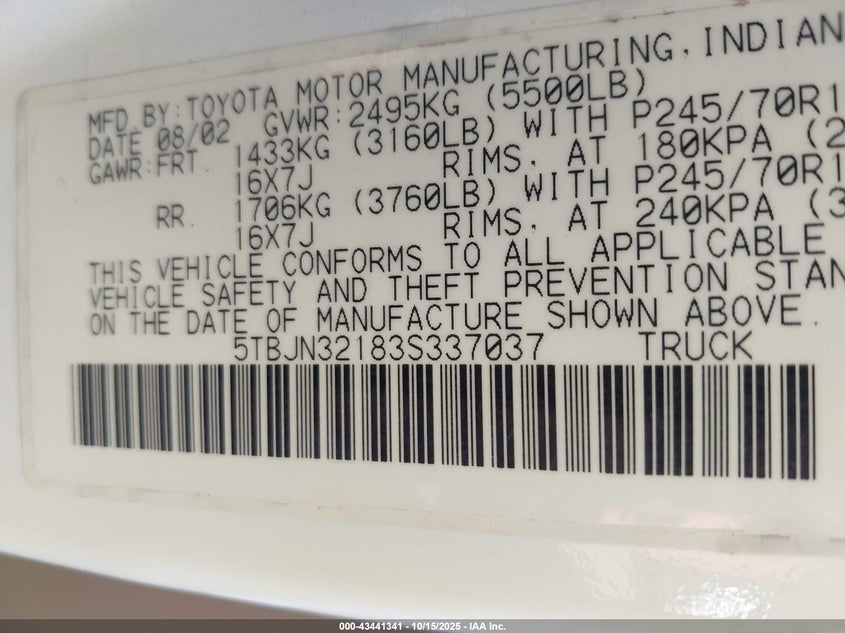 MFD BY: TOYOTA MOTOR MANUFACTURING, INDIAN
DATE 08/02 GVWR: 2495KG (5500LB)
GAWR: FRT. 1433KG (3160LB) WITH P245/70R1
16X7J RIMS. AT 180KPA (2
RR. 1706KG (3760LB) WITH P245/70R1
16X7J RIMS. AT 240KPA (3
THIS VEHICLE CONFORMS TO ALL APPLICABLE
VEHICLE SAFETY AND THEFT PREVENTION STAN
ON THE DATE OF MANUFACTURE SHOWN ABOVE.
5TBJN32183S337037 TRUCK
000-43441341 | 10/15/2025 - IAA Inc.